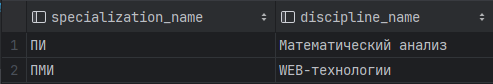 specialization_name discipline_name
1 ПИ Математический анализ
2 ПМИ WEB-технологии